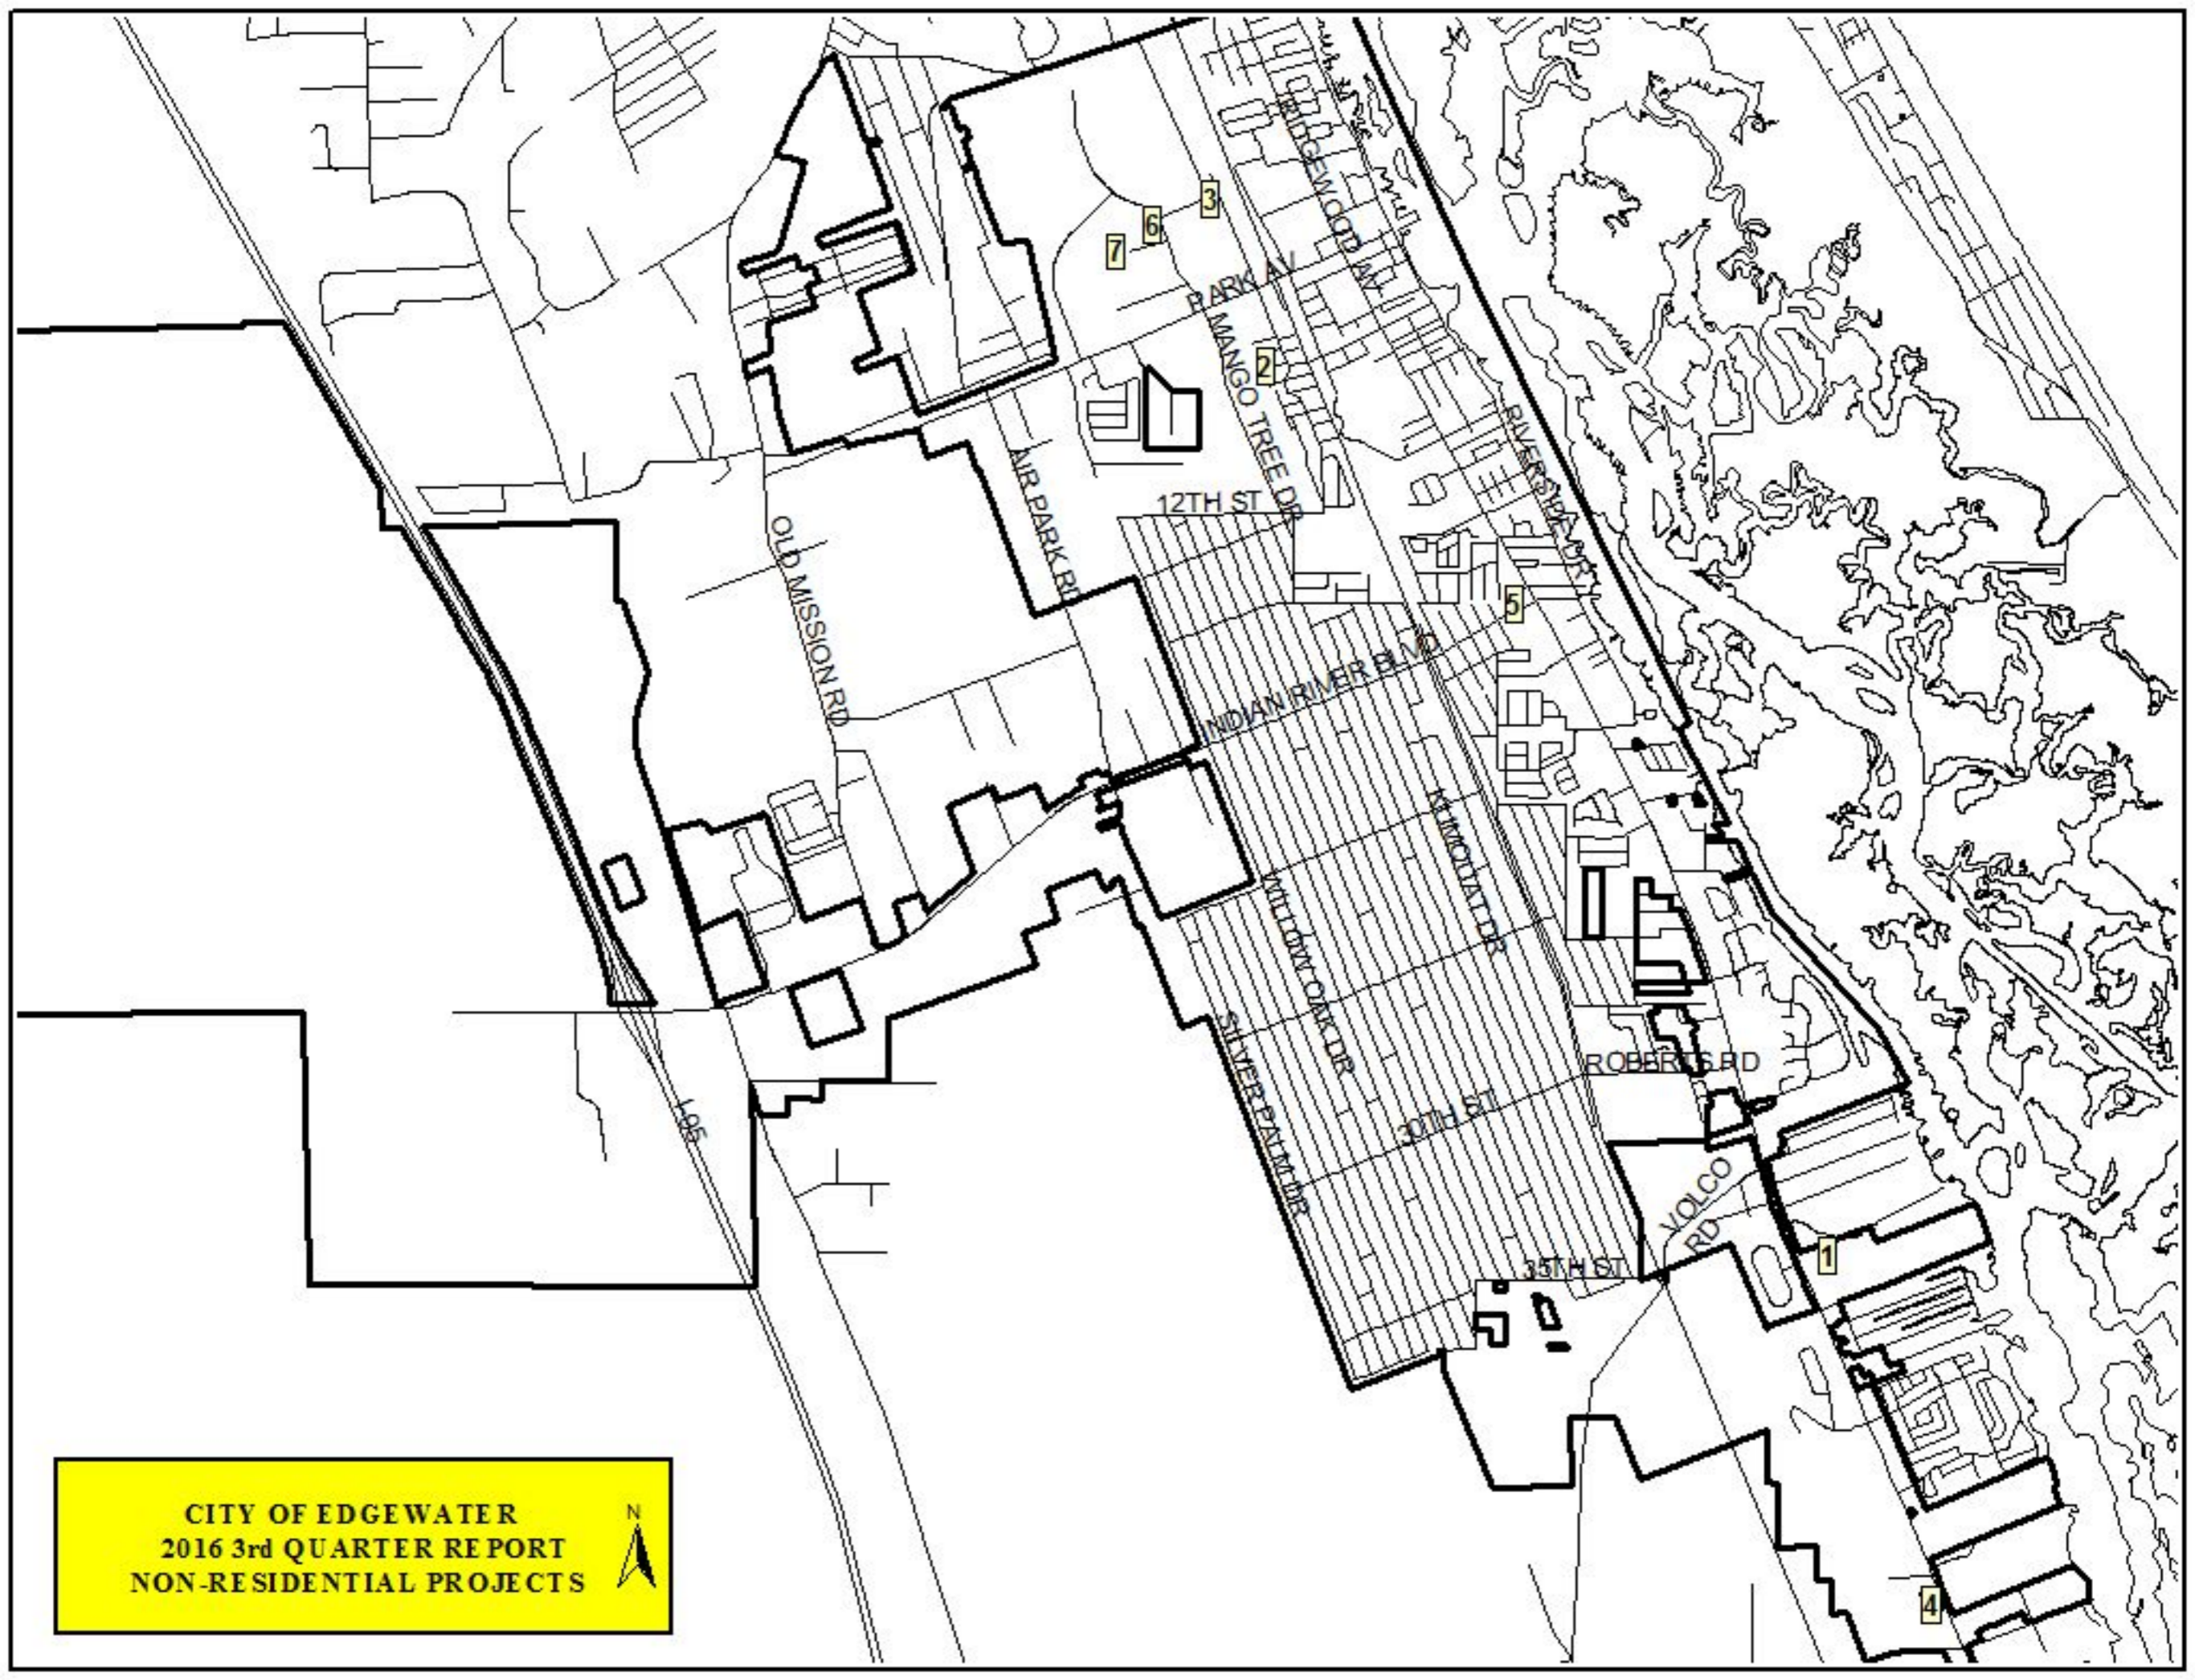 RIDGEWOOD AV
3
6
7
PARK AV
MANGO TREE DR
2
RIVERSIDE DR
AIR PARK RD
12TH ST
OLD MISSION RD
5
INDIAN RIVER BLVD
KUMQUAT DR
WILLOW OAK DR
SILVER PALM DR
ROBERTS RD
I-95
30TH ST
VOLCO
RD
1
35TH ST
4
CITY OF EDGEWATER
2016 3rd QUARTER REPORT
NON-RESIDENTIAL PROJECTS
N